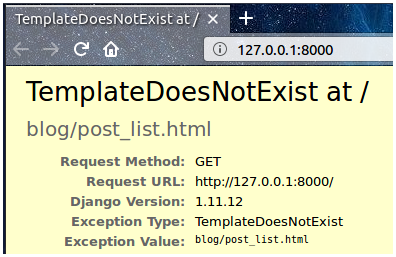 TemplateDoesNotExist at /
127.0.0.1:8000
TemplateDoesNotExist at /
blog/post_list.html
Request Method: GET
Request URL: http://127.0.0.1:8000/
Django Version: 1.11.12
Exception Type: TemplateDoesNotExist
Exception Value: blog/post_list.html